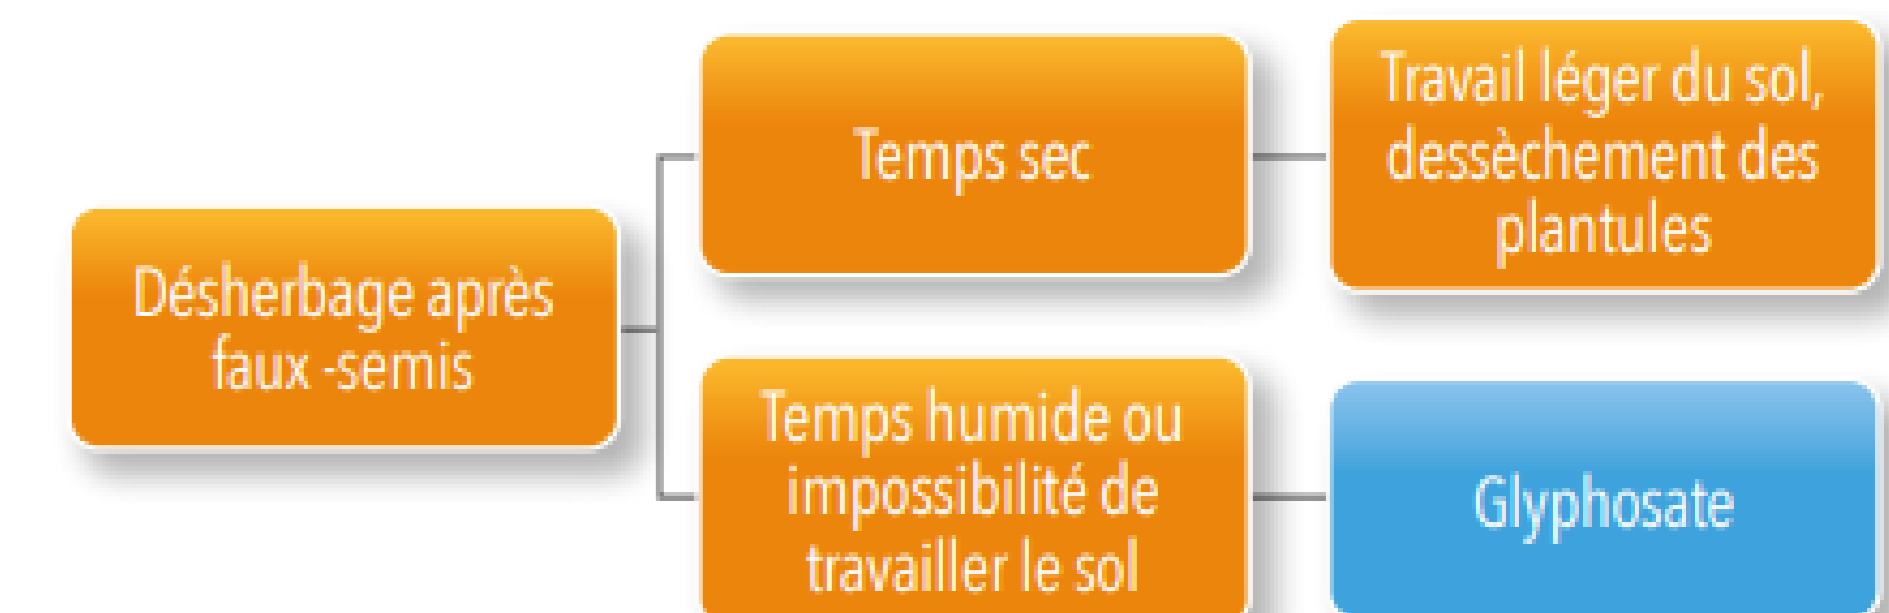 Désherbage après
faux -semis
Temps sec
Travail léger du sol,
dessèchement des
plantules
Temps humide ou
impossibilité de
travailler le sol
Glyphosate